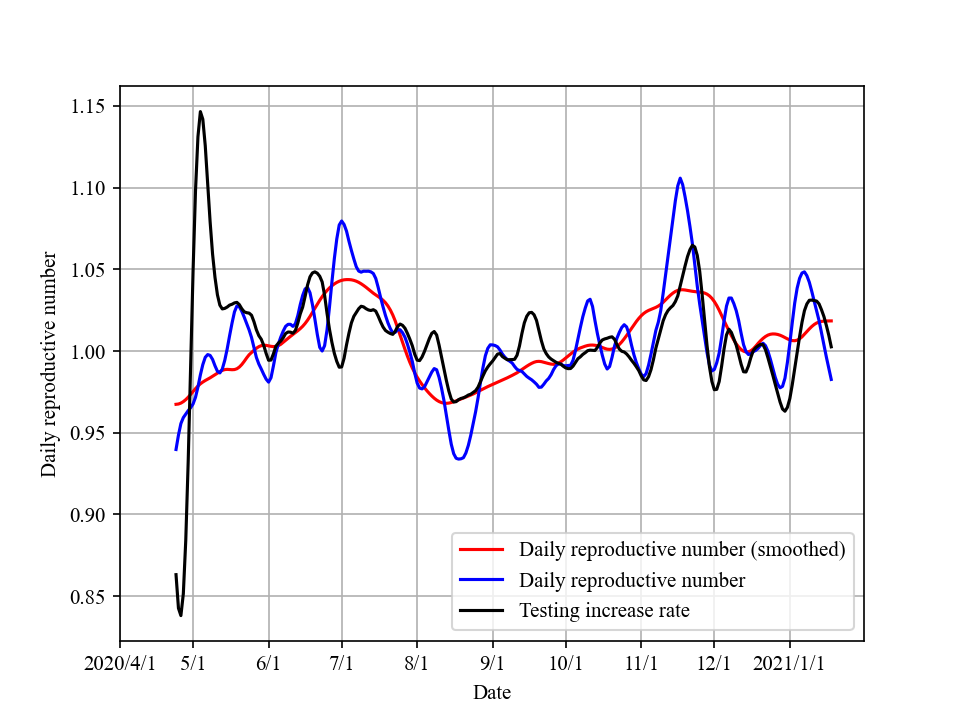 1.15
1.10
1.05
1.00
0.95
0.90
0.85
Daily reproductive number
Daily reproductive number (smoothed)
Daily reproductive number
Testing increase rate
2020/4/1 5/1 6/1 7/1 8/1 9/1 10/1 11/1 12/1 2021/1/1
Date